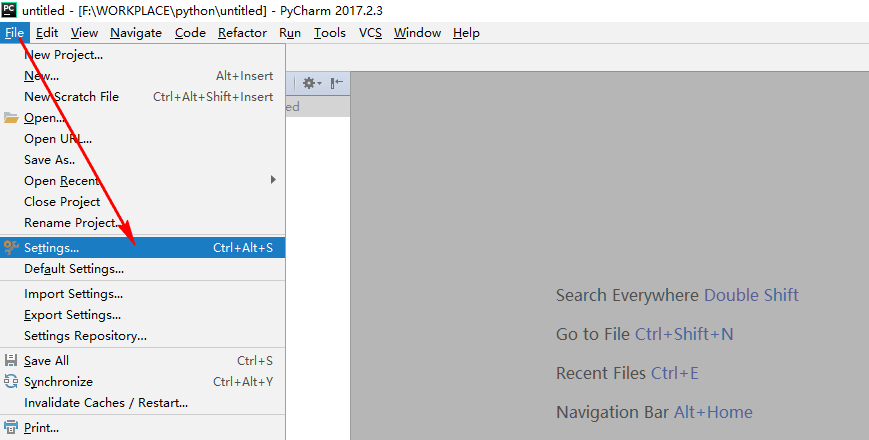 PC untitled - [F:\WORKPLACE\python\untitled] - PyCharm 2017.2.3
File Edit View Navigate Code Refactor Run Tools VCS Window Help
New Project...
New... Alt+Insert
New Scratch File Ctrl+Alt+Shift+Insert
ed
Open...
Open URL...
Save As..
Open Recent
Close Project
Rename Project..
Settings... Ctrl+Alt+S
Default Settings...
Import Settings...
Export Settings...
Settings Repository...
Save All Ctrl+S
Synchronize Ctrl+Alt+Y
Invalidate Caches / Restart...
Print...
Search Everywhere Double Shift
Go to File Ctrl+Shift+N
Recent Files Ctrl+E
Navigation Bar Alt+Home